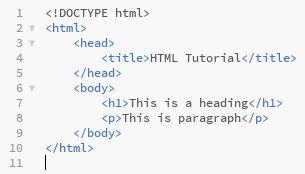 1 <!DOCTYPE html>
2 <html>
3     <head>
4         <title>HTML Tutorial</title>
5     </head>
6     <body>
7         <h1>This is a heading</h1>
8         <p>This is paragraph</p>
9     </body>
10 </html>
11